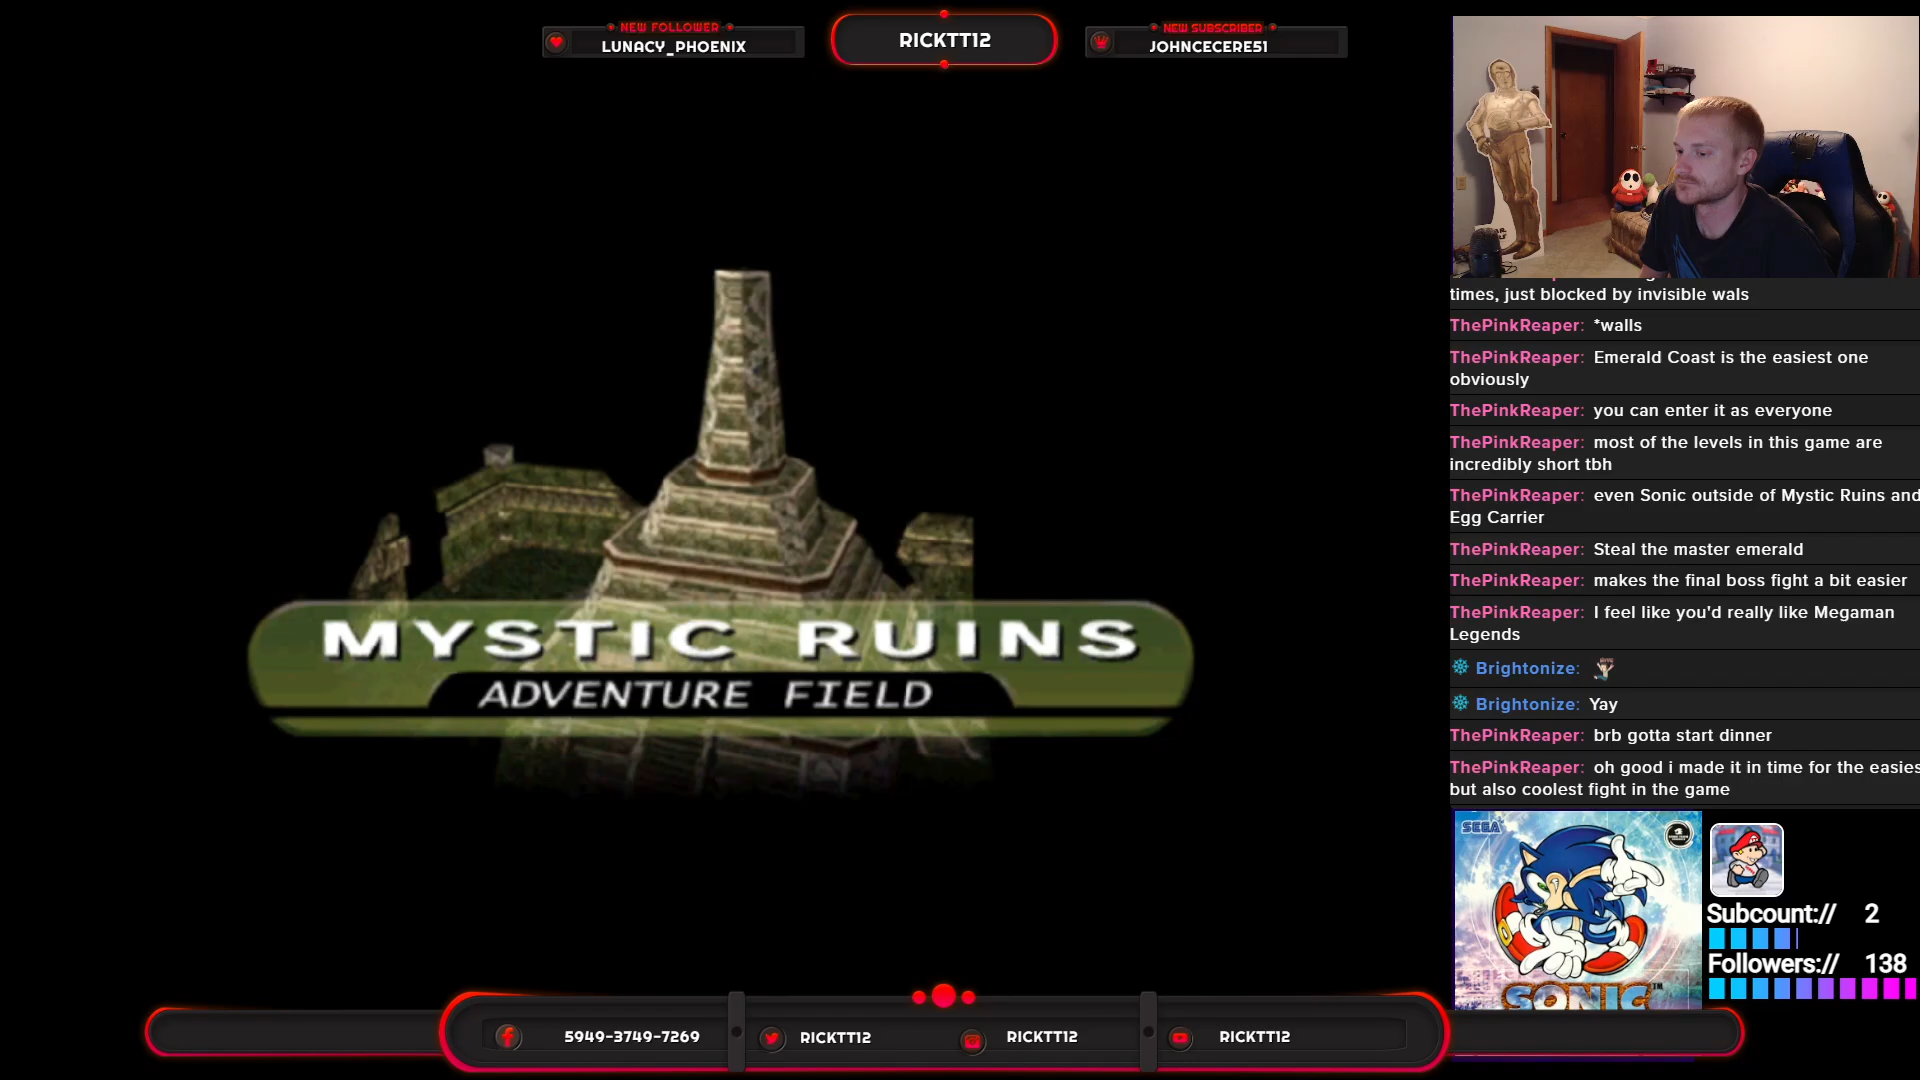 NEW FOLLOWER
LUNACY_PHOENIX
RICKTT12
NEW SUBSCRIBER
JOHNCECERE51
times, just blocked by invisible wals
ThePinkReaper: *walls
ThePinkReaper: Emerald Coast is the easiest one
obviously
ThePinkReaper: you can enter it as everyone
ThePinkReaper: most of the levels in this game are
incredibly short tbh
ThePinkReaper: even Sonic outside of Mystic Ruins and
Egg Carrier
ThePinkReaper: Steal the master emerald
ThePinkReaper: makes the final boss fight a bit easier
ThePinkReaper: I feel like you'd really like Megaman
Legends
Brightonize:
Brightonize: Yay
ThePinkReaper: brb gotta start dinner
ThePinkReaper: oh good i made it in time for the easies
but also coolest fight in the game
MYSTIC RUINS
ADVENTURE FIELD
SEGA
SONIC
TM
Subcount:// 2
Followers:// 138
5949-3749-7269
RICKTT12
RICKTT12
RICKTT12